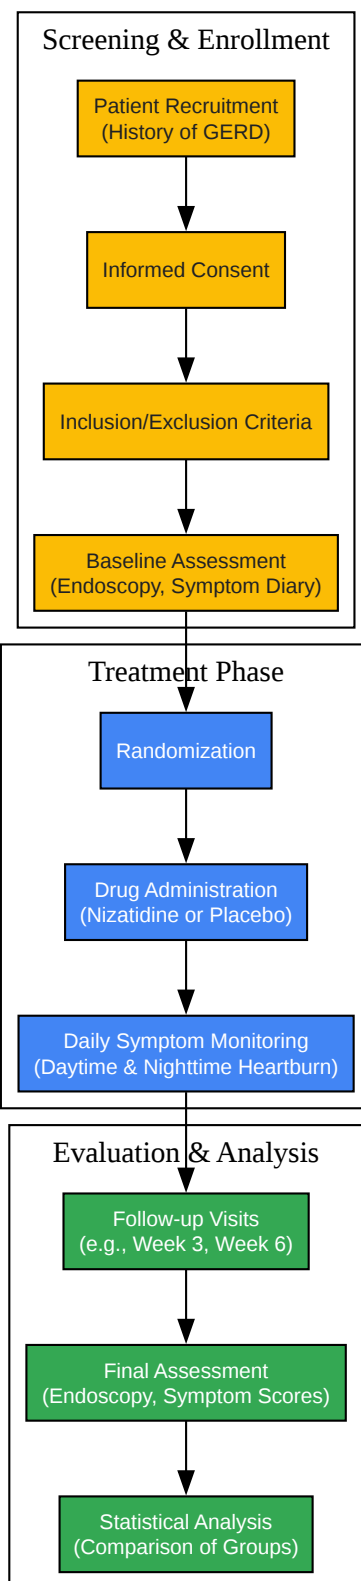 Screening & Enrollment
Patient Recruitment
(History of GERD)
Informed Consent
Inclusion/Exclusion Criteria
Baseline Assessment
(Endoscopy, Symptom Diary)
Treatment Phase
Randomization
Drug Administration
(Nizatidine or Placebo)
Daily Symptom Monitoring
(Daytime & Nighttime Heartburn)
Evaluation & Analysis
Follow-up Visits
(e.g., Week 3, Week 6)
Final Assessment
(Endoscopy, Symptom Scores)
Statistical Analysis
(Comparison of Groups)